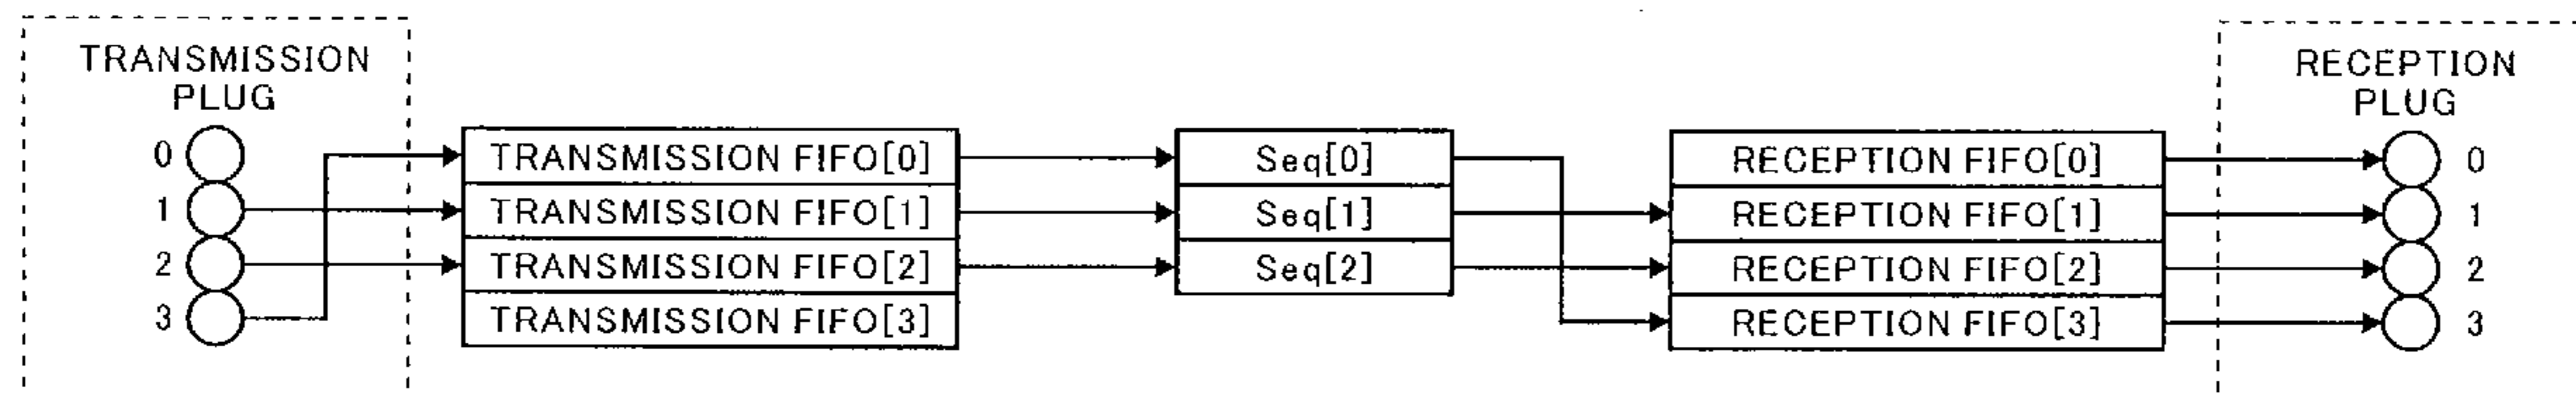 TRANSMISSION
PLUG
0
1
2
3
TRANSMISSION FIFO[0]
TRANSMISSION FIFO[1]
TRANSMISSION FIFO[2]
TRANSMISSION FIFO[3]
Seq[0]
Seq[1]
Seq[2]
RECEPTION FIFO[0]
RECEPTION FIFO[1]
RECEPTION FIFO[2]
RECEPTION FIFO[3]
RECEPTION
PLUG
0
1
2
3